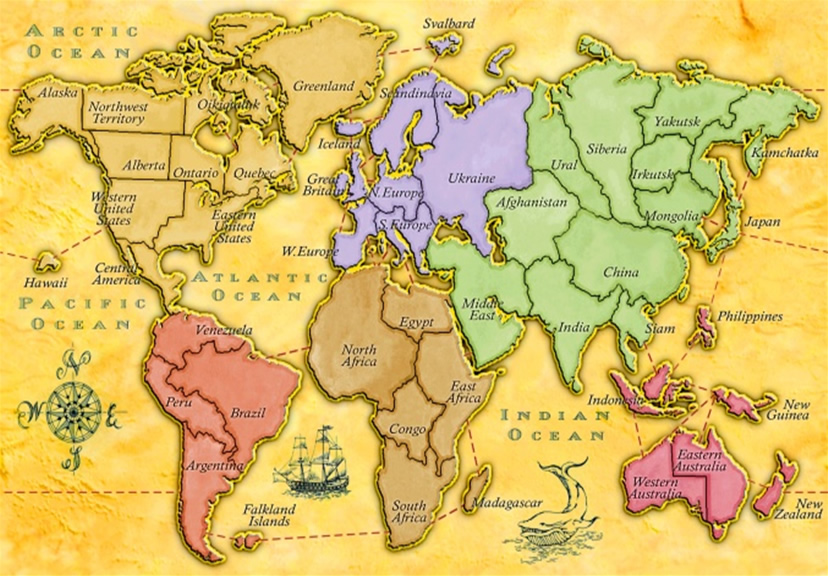 ARCTIC
OCEAN
Svalbard
Alaska
Northwest
Territory
Greenland
Scandinavia
Iceland
Alberta
Ontario
Quebec
Great
Britain
N.Europe
Ukraine
Ural
Siberia
Yakutsk
Irkutsk
Kamchatka
Western
United
States
Eastern
United
States
W.Europe
S.Europe
Afghanistan
Mongolia
Japan
Hawaii
Central
America
ATLANTIC
OCEAN
PACIFIC
OCEAN
China
Middle
East
India
Siam
Philippines
Venezuela
Egypt
North
Africa
East
Africa
N
W
E
S
Peru
Brazil
Congo
INDIAN
OCEAN
Indonesia
New
Guinea
Argentina
Eastern
Australia
Western
Australia
Falkland
Islands
South
Africa
Madagascar
New
Zealand